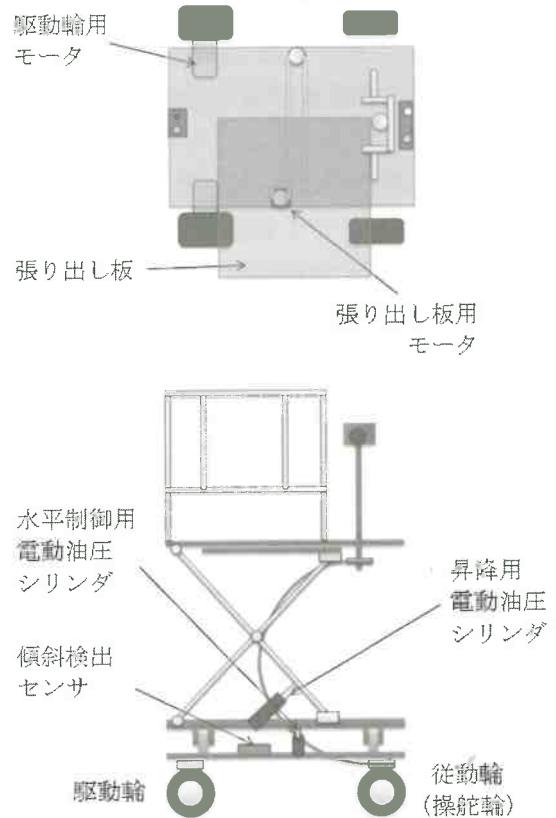 駆動輪用
モータ
張り出し板
張り出し板用
モータ
水平制御用
電動油圧
シリンダ
昇降用
電動油圧
シリンダ
傾斜検出
センサ
駆動輪
従動輪
(操舵輪)